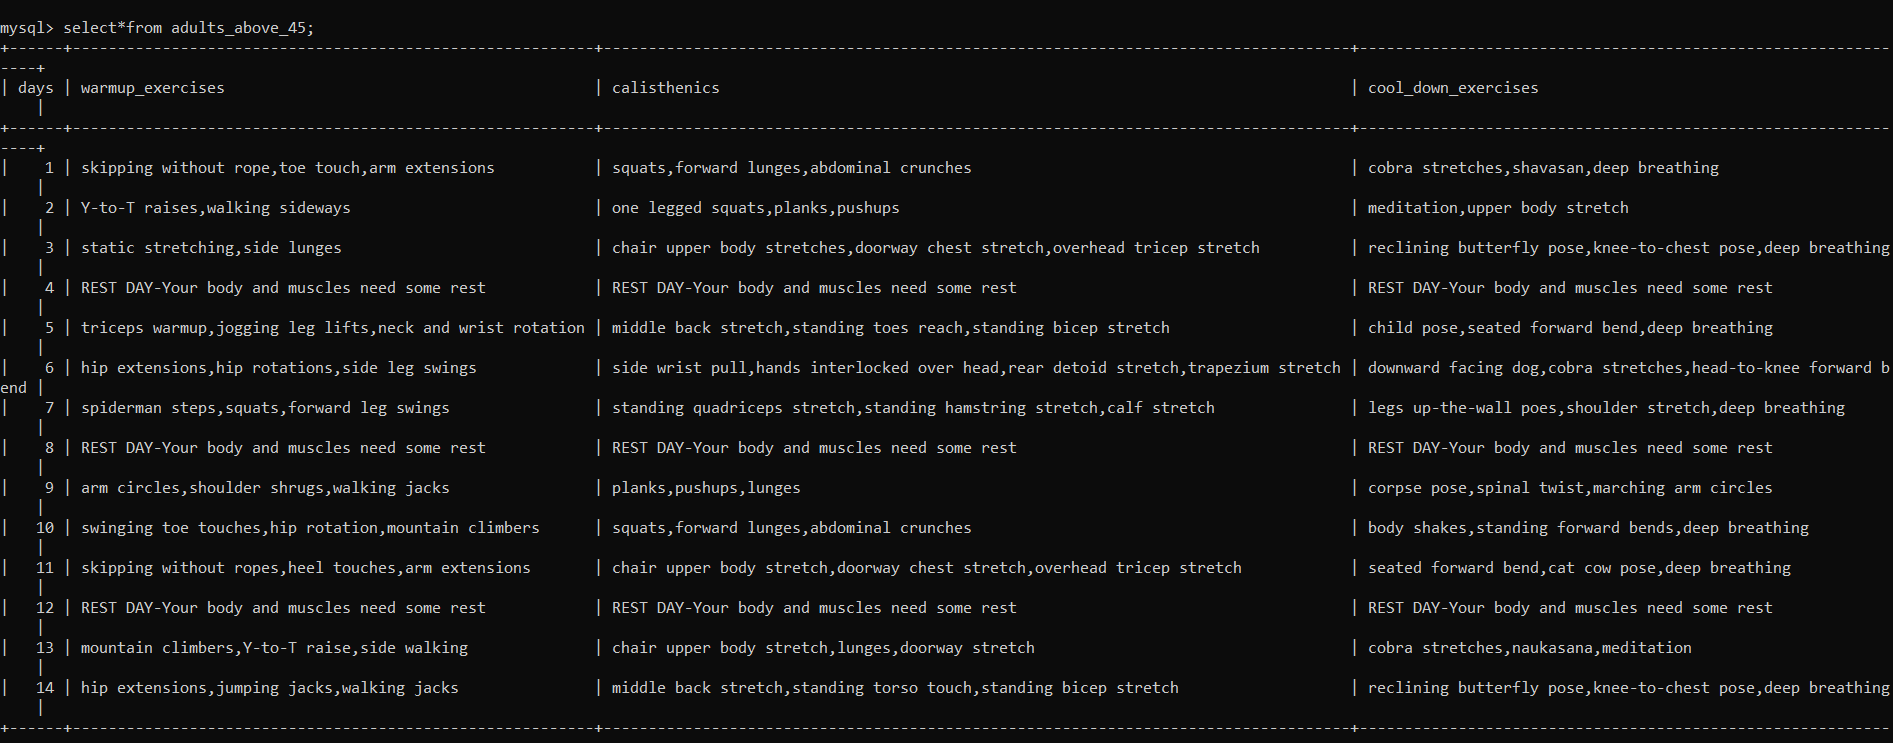 mysql> select*from adults_above_45;
+------+----------------------------------------------------------+-----------------------------------------------------------------------------------+-----------------------------------------------------------
----+
| days | warmup_exercises                                         | calisthenics                                                                      | cool_down_exercises
    |
+------+----------------------------------------------------------+-----------------------------------------------------------------------------------+-----------------------------------------------------------
----+
|    1 | skipping without rope,toe touch,arm extensions           | squats,forward lunges,abdominal crunches                                          | cobra stretches,shavasan,deep breathing
    |
|    2 | Y-to-T raises,walking sideways                           | one legged squats,planks,pushups                                                  | meditation,upper body stretch
    |
|    3 | static stretching,side lunges                            | chair upper body stretches,doorway chest stretch,overhead tricep stretch          | reclining butterfly pose,knee-to-chest pose,deep breathing
    |
|    4 | REST DAY-Your body and muscles need some rest            | REST DAY-Your body and muscles need some rest                                     | REST DAY-Your body and muscles need some rest
    |
|    5 | triceps warmup,jogging leg lifts,neck and wrist rotation | middle back stretch,standing toes reach,standing bicep stretch                    | child pose,seated forward bend,deep breathing
    |
|    6 | hip extensions,hip rotations,side leg swings             | side wrist pull,hands interlocked over head,rear detoid stretch,trapezium stretch | downward facing dog,cobra stretches,head-to-knee forward b
end |
|    7 | spiderman steps,squats,forward leg swings                | standing quadriceps stretch,standing hamstring stretch,calf stretch               | legs up-the-wall poes,shoulder stretch,deep breathing
    |
|    8 | REST DAY-Your body and muscles need some rest            | REST DAY-Your body and muscles need some rest                                     | REST DAY-Your body and muscles need some rest
    |
|    9 | arm circles,shoulder shrugs,walking jacks                | planks,pushups,lunges                                                             | corpse pose,spinal twist,marching arm circles
    |
|   10 | swinging toe touches,hip rotation,mountain climbers      | squats,forward lunges,abdominal crunches                                          | body shakes,standing forward bends,deep breathing
    |
|   11 | skipping without ropes,heel touches,arm extensions       | chair upper body stretch,doorway chest stretch,overhead tricep stretch            | seated forward bend,cat cow pose,deep breathing
    |
|   12 | REST DAY-Your body and muscles need some rest            | REST DAY-Your body and muscles need some rest                                     | REST DAY-Your body and muscles need some rest
    |
|   13 | mountain climbers,Y-to-T raise,side walking              | chair upper body stretch,lunges,doorway stretch                                   | cobra stretches,naukasana,meditation
    |
|   14 | hip extensions,jumping jacks,walking jacks               | middle back stretch,standing torso touch,standing bicep stretch                   | reclining butterfly pose,knee-to-chest pose,deep breathing
    |
+------+----------------------------------------------------------+-----------------------------------------------------------------------------------+-----------------------------------------------------------